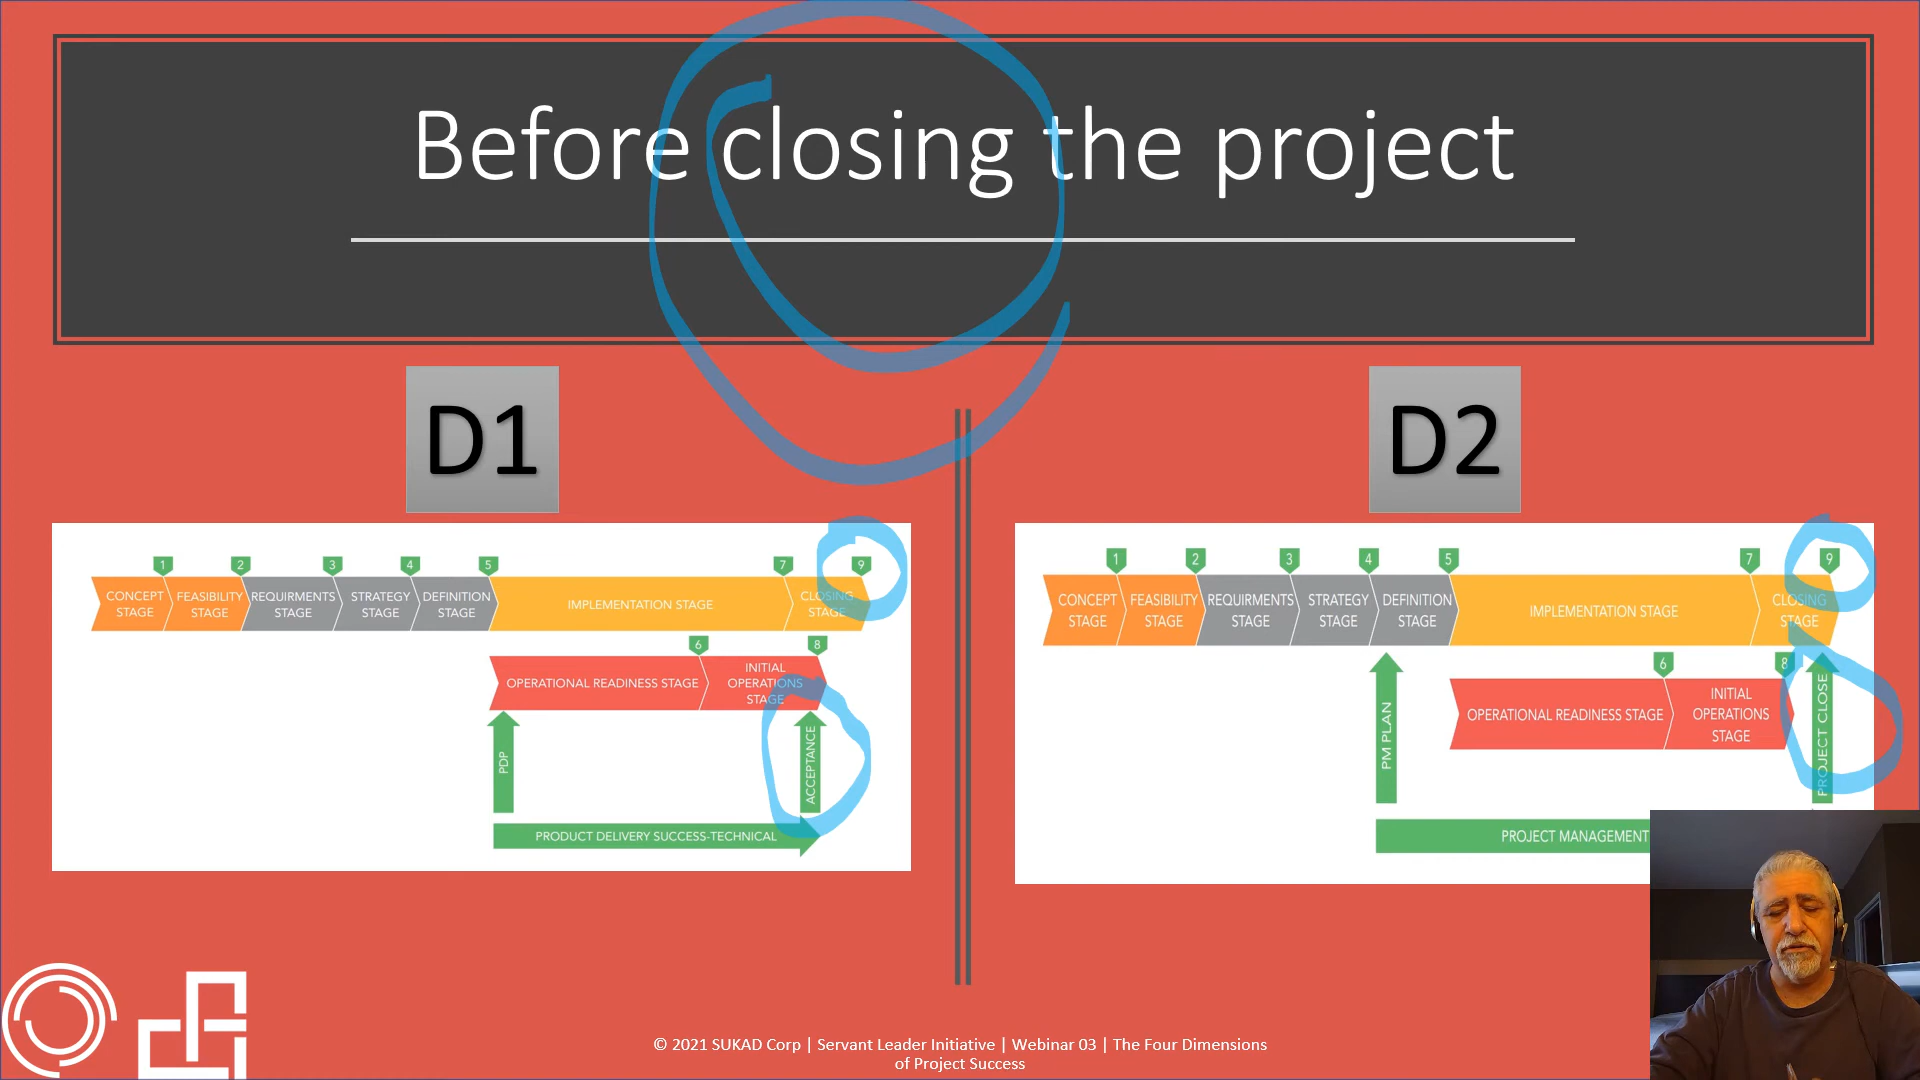 Before closing the project
D1
1
2
3
4
5
7
9
CONCEPT
STAGE
FEASIBILITY
STAGE
REQUIRMENTS
STAGE
STRATEGY
STAGE
DEFINITION
STAGE
IMPLEMENTATION STAGE
CLOSING
STAGE
6
8
OPERATIONAL READINESS STAGE
INITIAL
OPERATIONS
STAGE
PDP
ACCEPTANCE
PRODUCT DELIVERY SUCCESS-TECHNICAL
D2
1
2
3
4
5
7
9
CONCEPT
STAGE
FEASIBILITY
STAGE
REQUIRMENTS
STAGE
STRATEGY
STAGE
DEFINITION
STAGE
IMPLEMENTATION STAGE
CLOSING
STAGE
6
8
OPERATIONAL READINESS STAGE
INITIAL
OPERATIONS
STAGE
PM PLAN
PROJECT CLOSE
PROJECT MANAGEMENT
© 2021 SUKAD Corp | Servant Leader Initiative | Webinar 03 | The Four Dimensions
of Project Success